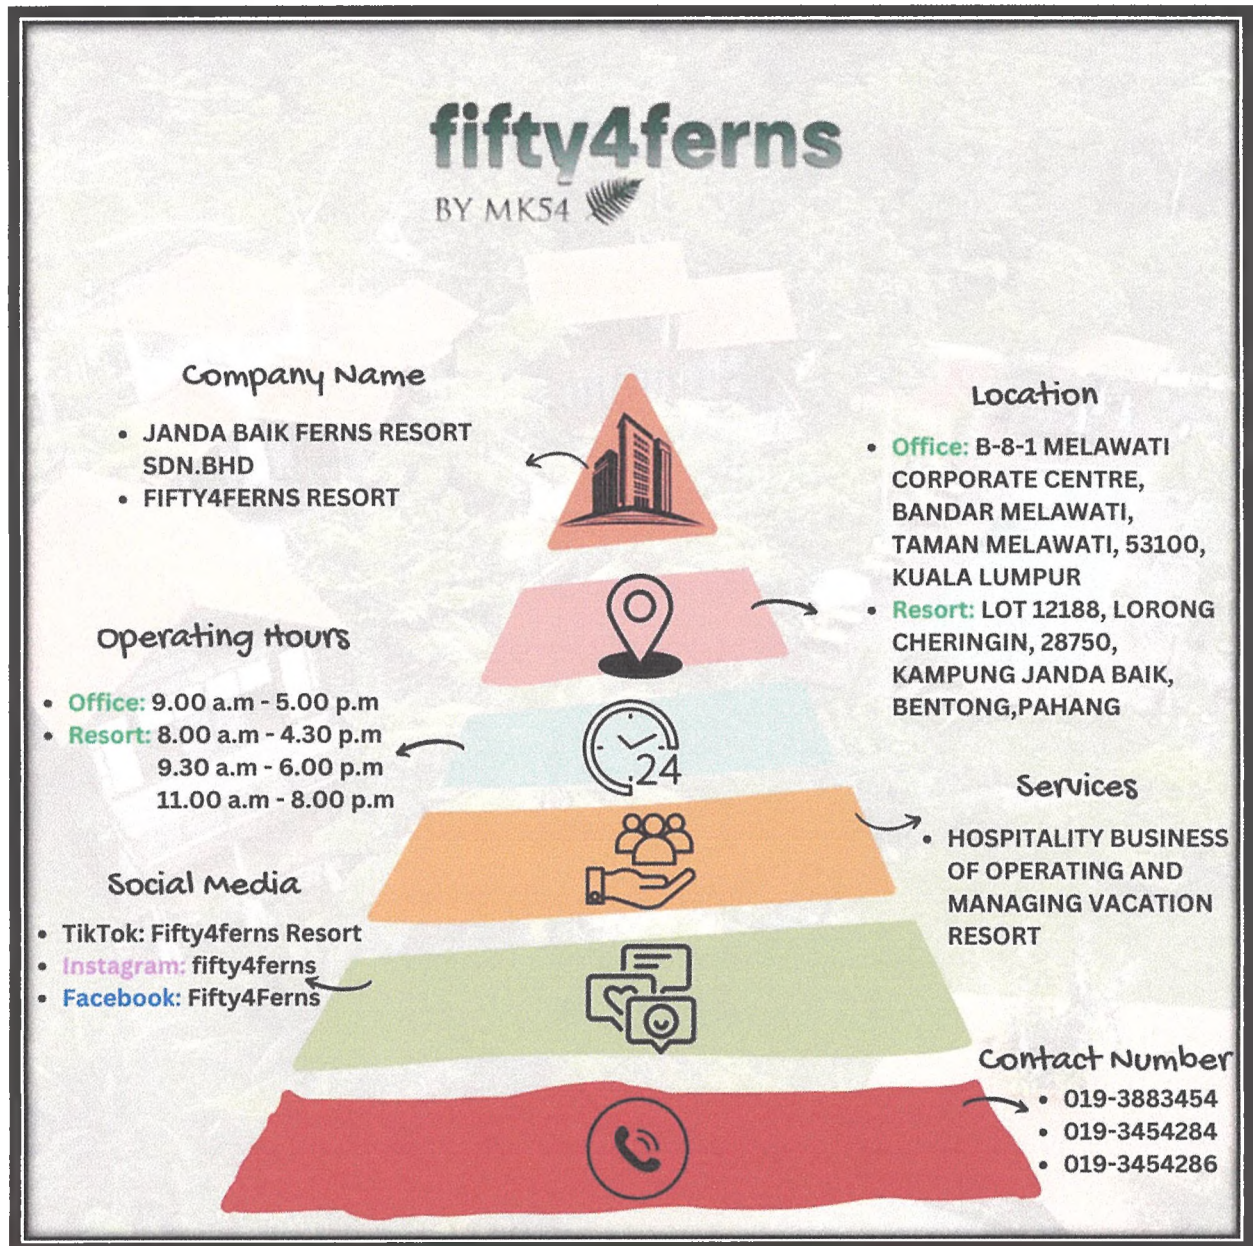 fifty4ferns
BY MK54
Company Name
• JANDA BAIK FERNS RESORT
SDN.BHD
• FIFTY4FERNS RESORT
Location
• Office: B-8-1 MELAWATI
CORPORATE CENTRE,
BANDAR MELAWATI,
TAMAN MELAWATI, 53100,
KUALA LUMPUR
• Resort: LOT 12188, LORONG
CHERINGIN, 28750,
KAMPUNG JANDA BAIK,
BENTONG,PAHANG
Operating Hours
• Office: 9.00 a.m - 5.00 p.m
• Resort: 8.00 a.m - 4.30 p.m
9.30 a.m - 6.00 p.m
11.00 a.m - 8.00 p.m
24
Services
• HOSPITALITY BUSINESS
OF OPERATING AND
MANAGING VACATION
RESORT
Social Media
• TikTok: Fifty4ferns Resort
• Instagram: fifty4ferns
• Facebook: Fifty4Ferns
Contact Number
• 019-3883454
• 019-3454284
• 019-3454286